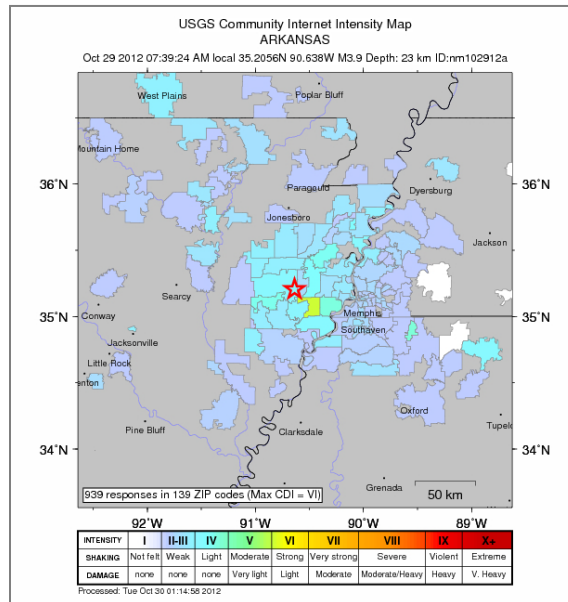 USGS Community Internet Intensity Map
ARKANSAS
Oct 29 2012 07:39:24 AM local 35.2056N 90.638W M3.9 Depth: 23 km ID:nm102912a
West Plains
Poplar Bluff
Mountain Home
36°N
36°N
Paragould
Dyersburg
Jonesboro
Jackson
Searcy
35°N
35°N
Conway
Memphis
Southaven
Jacksonville
Little Rock
enton
Oxford
Pine Bluff
Clarksdale
Tupelo
34°N
34°N
Grenada
939 responses in 139 ZIP codes (Max CDI = VI)
50 km
92°W 91°W 90°W 89°W
INTENSITY I II-III IV V VI VII VIII IX X+
SHAKING Not felt Weak Light Moderate Strong Very strong Severe Violent Extreme
DAMAGE none none none Very light Light Moderate Moderate/Heavy Heavy V. Heavy
Processed: Tue Oct 30 01:14:58 2012